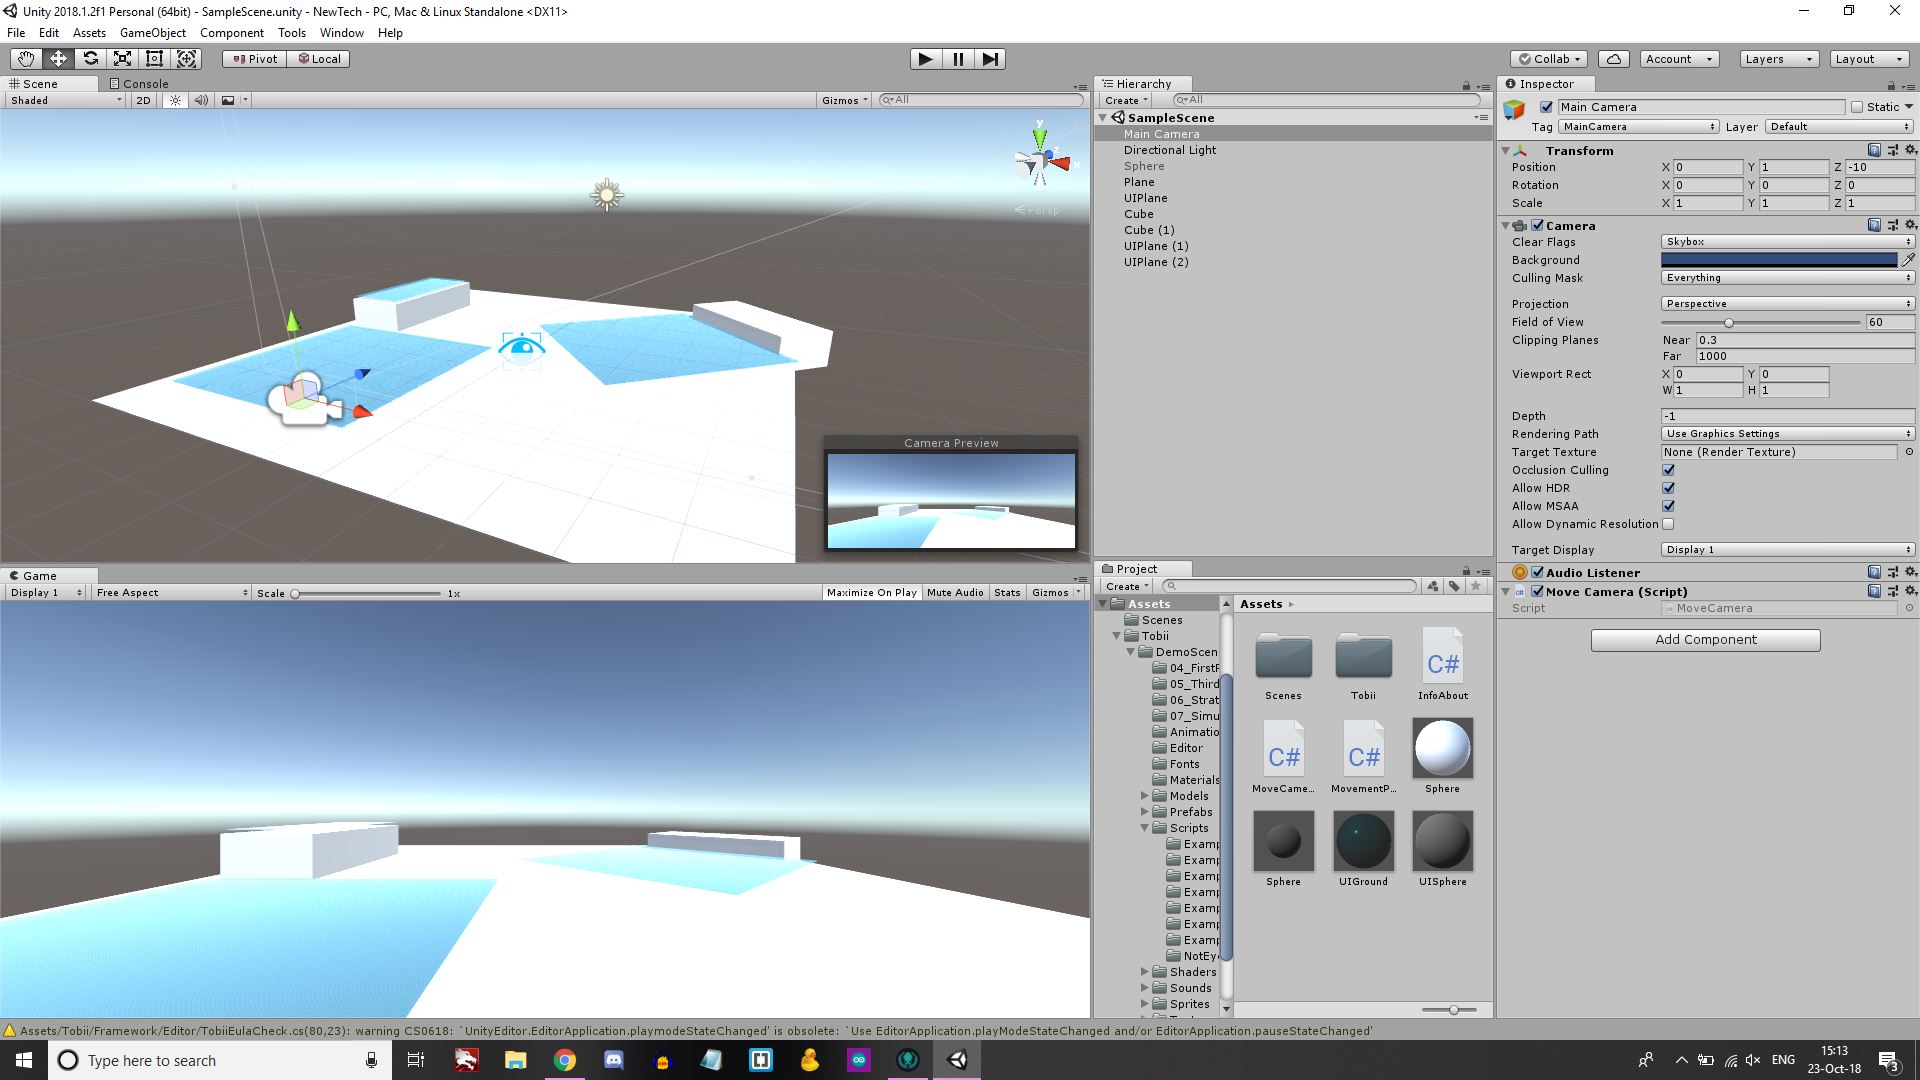 Unity 2018.1.2f1 Personal (64bit) - SampleScene.unity - NewTech - PC, Mac & Linux Standalone <DX11>
File Edit Assets GameObject Component Tools Window Help
Pivot Local
Collab Account Layers Layout
Scene Console
Shaded 2D Gizmos All
y x z
Persp
Camera Preview
Game
Display 1 Free Aspect Scale 1x Maximize On Play Mute Audio Stats Gizmos
Hierarchy
Create All
SampleScene
Main Camera
Directional Light
Sphere
Plane
UIPlane
Cube
Cube (1)
UIPlane (1)
UIPlane (2)
Project
Create
Assets
Scenes
Tobii
DemoScen
04_FirstP
05_Third
06_Strat
07_Simu
Animatio
Editor
Fonts
Materials
Models
Prefabs
Scripts
Examp
Examp
Examp
Examp
Examp
Examp
Examp
NotEy
Shaders
Sounds
Sprites
Assets
Scenes Tobii InfoAbout
C#
C# C#
MoveCame... MovementP... Sphere
Sphere UIGround UISphere
Inspector
Main Camera Static
Tag MainCamera Layer Default
Transform
Position X 0 Y 1 Z -10
Rotation X 0 Y 0 Z 0
Scale X 1 Y 1 Z 1
Camera
Clear Flags Skybox
Background
Culling Mask Everything
Projection Perspective
Field of View 60
Clipping Planes Near 0.3
Far 1000
Viewport Rect X 0 Y 0
W 1 H 1
Depth -1
Rendering Path Use Graphics Settings
Target Texture None (Render Texture)
Occlusion Culling
Allow HDR
Allow MSAA
Allow Dynamic Resolution
Target Display Display 1
Audio Listener
Move Camera (Script)
Script MoveCamera
Add Component
Assets/Tobii/Framework/Editor/TobiiEulaCheck.cs(80,23): warning CS0618: `UnityEditor.EditorApplication.playmodeStateChanged' is obsolete: `Use EditorApplication.playModeStateChanged and/or EditorApplication.pauseStateChanged'
Type here to search
ENG
15:13
23-Oct-18
3